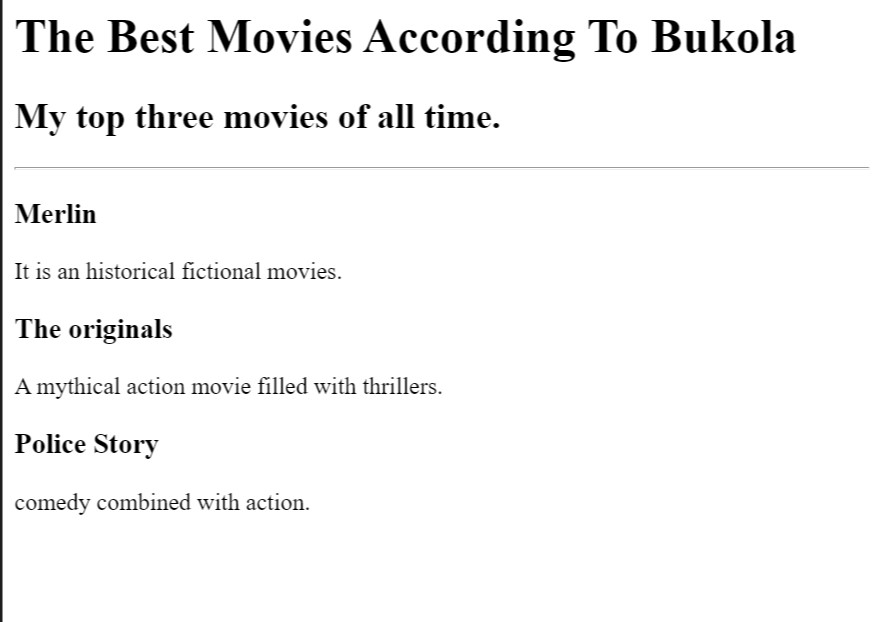 The Best Movies According To Bukola
My top three movies of all time.
Merlin
It is an historical fictional movies.
The originals
A mythical action movie filled with thrillers.
Police Story
comedy combined with action.